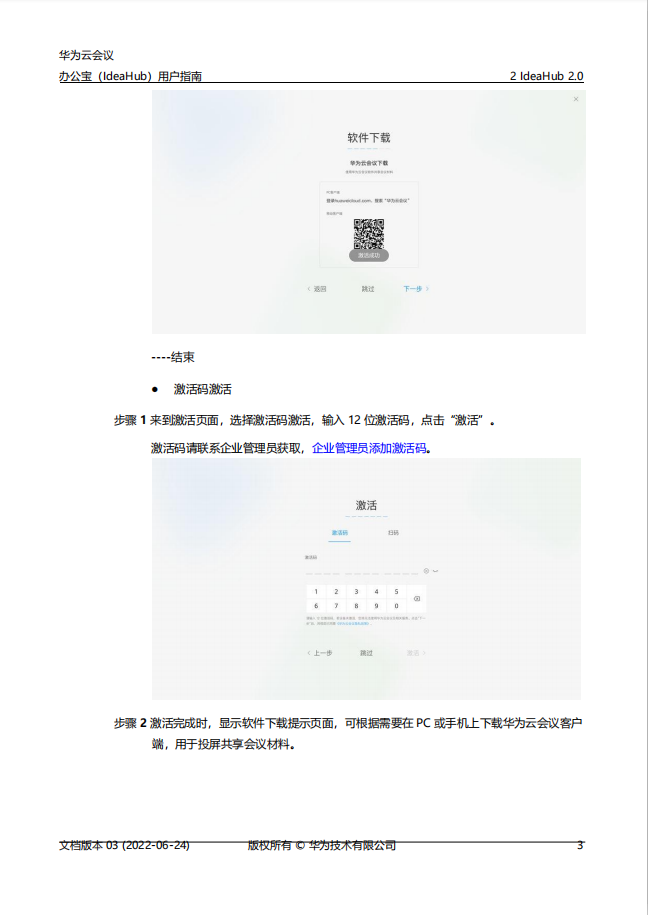 华为云会议
办公宝（IdeaHub）用户指南 2 IdeaHub 2.0
软件下载
华为云会议下载
PC客户端
登录huaweicloud.com，搜索“华为云会议”
移动客户端
激活成功
返回 跳过 下一步
----结束
● 激活码激活
步骤 1 来到激活页面，选择激活码激活，输入 12 位激活码，点击“激活”。
激活码请联系企业管理员获取，企业管理员添加激活码。
激活
激活码 扫码
激活码
1 2 3 4 5
6 7 8 9 0
上一步 跳过 激活
步骤 2 激活完成时，显示软件下载提示页面，可根据需要在 PC 或手机上下载华为云会议客户
端，用于投屏共享会议材料。
文档版本 03 (2022-06-24) 版权所有 © 华为技术有限公司 3